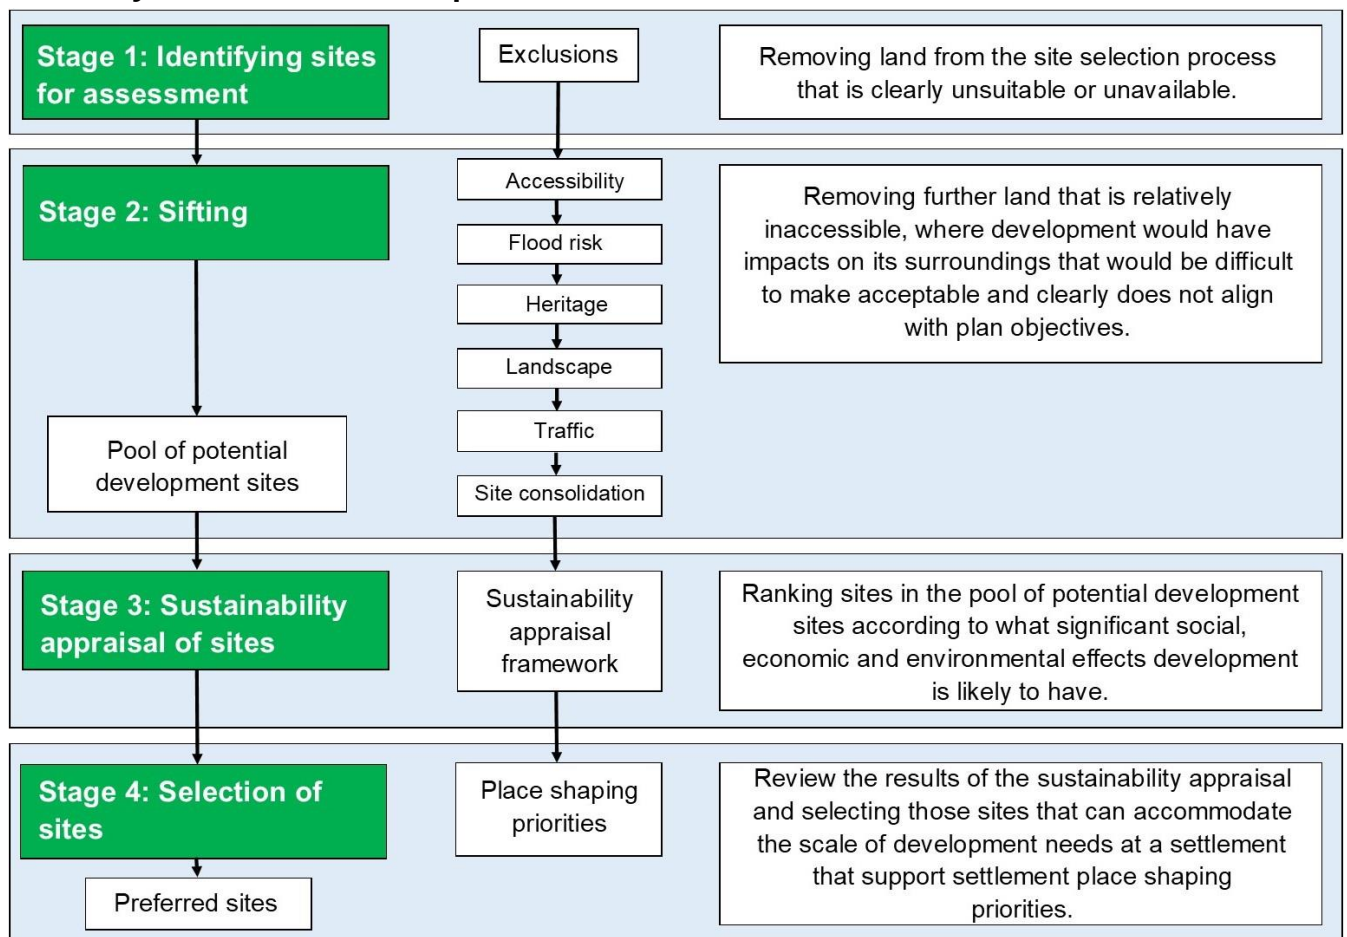 Stage 1: Identifying sites
for assessment
Exclusions
Removing land from the site selection process
that is clearly unsuitable or unavailable.
Stage 2: Sifting
Accessibility
Flood risk
Heritage
Landscape
Traffic
Site consolidation
Removing further land that is relatively
inaccessible, where development would have
impacts on its surroundings that would be difficult
to make acceptable and clearly does not align
with plan objectives.
Pool of potential
development sites
Stage 3: Sustainability
appraisal of sites
Sustainability
appraisal
framework
Ranking sites in the pool of potential development
sites according to what significant social,
economic and environmental effects development
is likely to have.
Stage 4: Selection of
sites
Place shaping
priorities
Review the results of the sustainability appraisal
and selecting those sites that can accommodate
the scale of development needs at a settlement
that support settlement place shaping
priorities.
Preferred sites